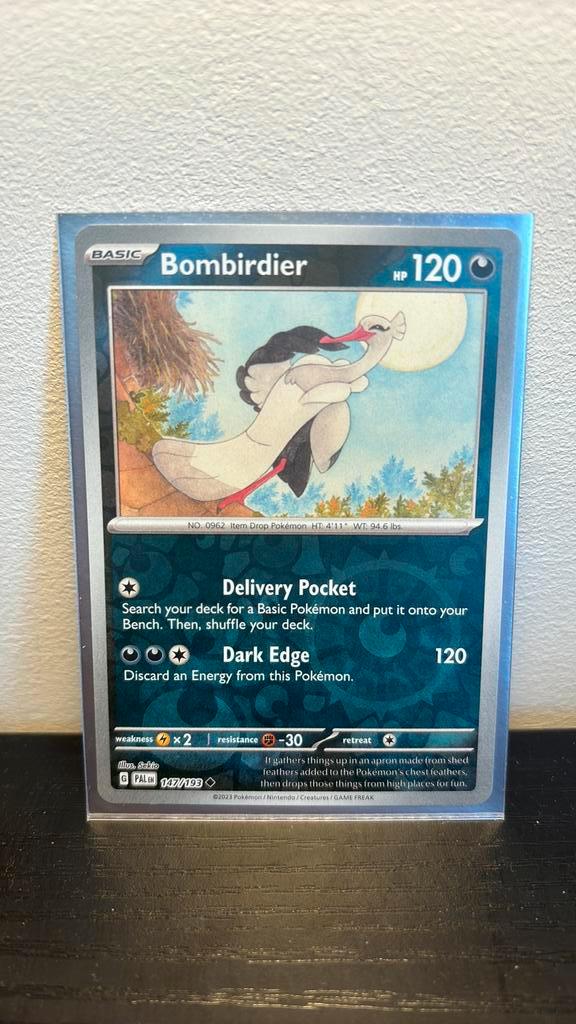 BASIC Bombirdier HP 120
NO. 0962 Item Drop Pokémon HT: 4'11" WT: 94.6 lbs.
Delivery Pocket
Search your deck for a Basic Pokémon and put it onto your
Bench. Then, shuffle your deck.
Dark Edge 120
Discard an Energy from this Pokémon.
weakness ×2 resistance -30 retreat
Illus. Sekio
G PAL EN 147/193
It gathers things up in an apron made from shed
feathers added to the Pokémon's chest feathers,
then drops those things from high places for fun.
©2023 Pokémon / Nintendo / Creatures / GAME FREAK